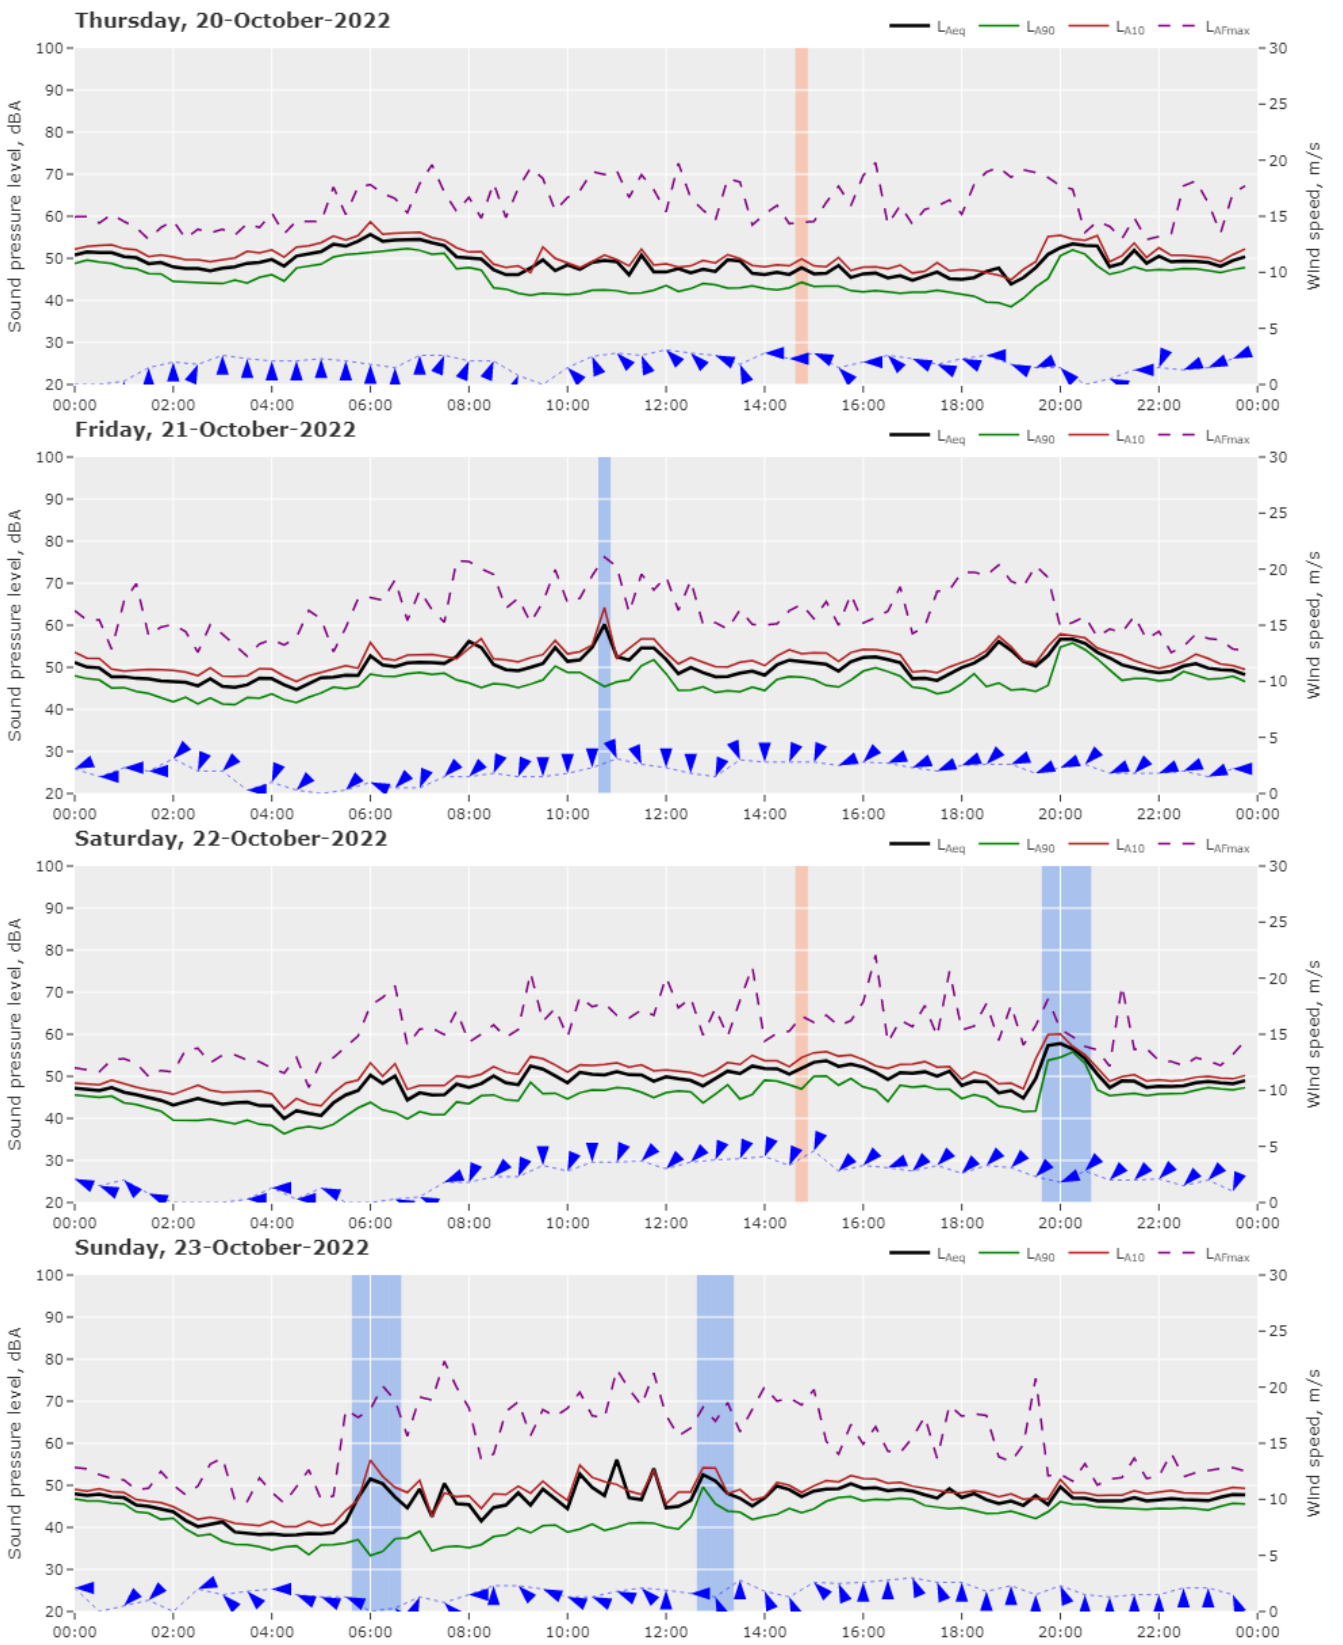 Thursday, 20-October-2022
LAeq LA90 LA10 LAFmax
Sound pressure level, dBA
100 90 80 70 60 50 40 30 20
30 25 20 15 10 5 0
Wind speed, m/s
00:00 02:00 04:00 06:00 08:00 10:00 12:00 14:00 16:00 18:00 20:00 22:00 00:00
Friday, 21-October-2022
LAeq LA90 LA10 LAFmax
Sound pressure level, dBA
100 90 80 70 60 50 40 30 20
30 25 20 15 10 5 0
Wind speed, m/s
00:00 02:00 04:00 06:00 08:00 10:00 12:00 14:00 16:00 18:00 20:00 22:00 00:00
Saturday, 22-October-2022
LAeq LA90 LA10 LAFmax
Sound pressure level, dBA
100 90 80 70 60 50 40 30 20
30 25 20 15 10 5 0
Wind speed, m/s
00:00 02:00 04:00 06:00 08:00 10:00 12:00 14:00 16:00 18:00 20:00 22:00 00:00
Sunday, 23-October-2022
LAeq LA90 LA10 LAFmax
Sound pressure level, dBA
100 90 80 70 60 50 40 30 20
30 25 20 15 10 5 0
Wind speed, m/s
00:00 02:00 04:00 06:00 08:00 10:00 12:00 14:00 16:00 18:00 20:00 22:00 00:00